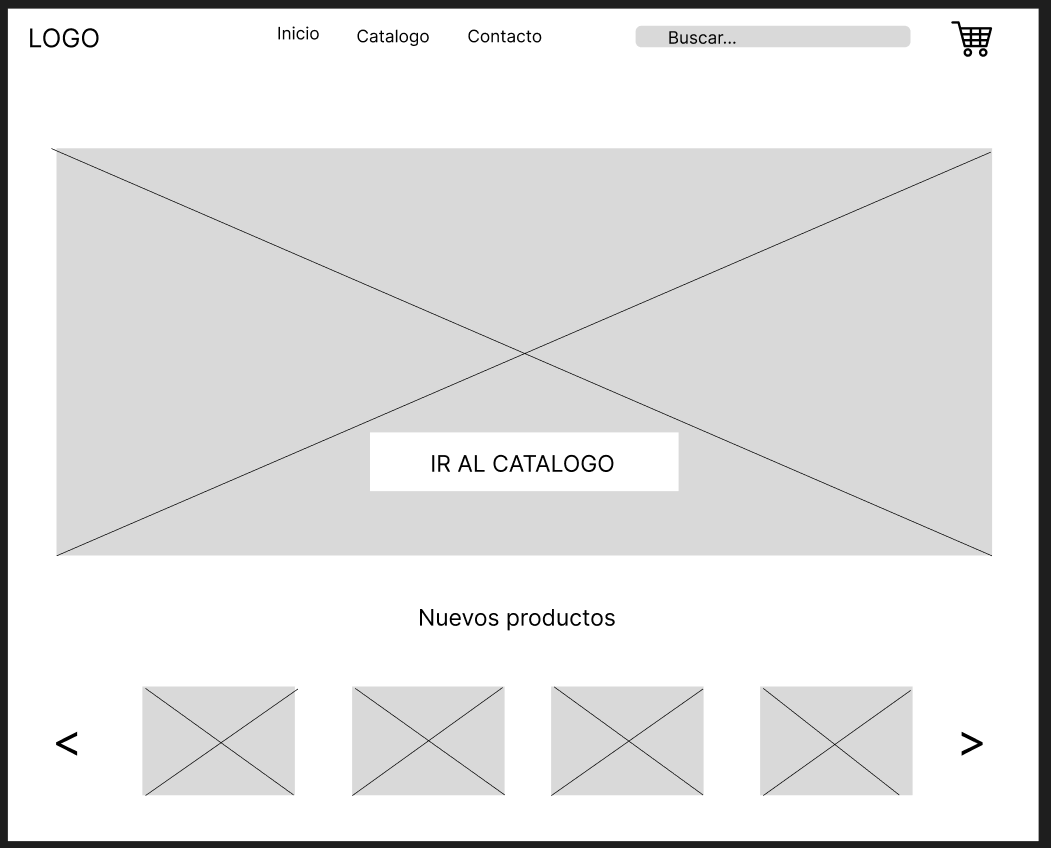 LOGO
Inicio
Catalogo
Contacto
Buscar...
IR AL CATALOGO
Nuevos productos
<
>